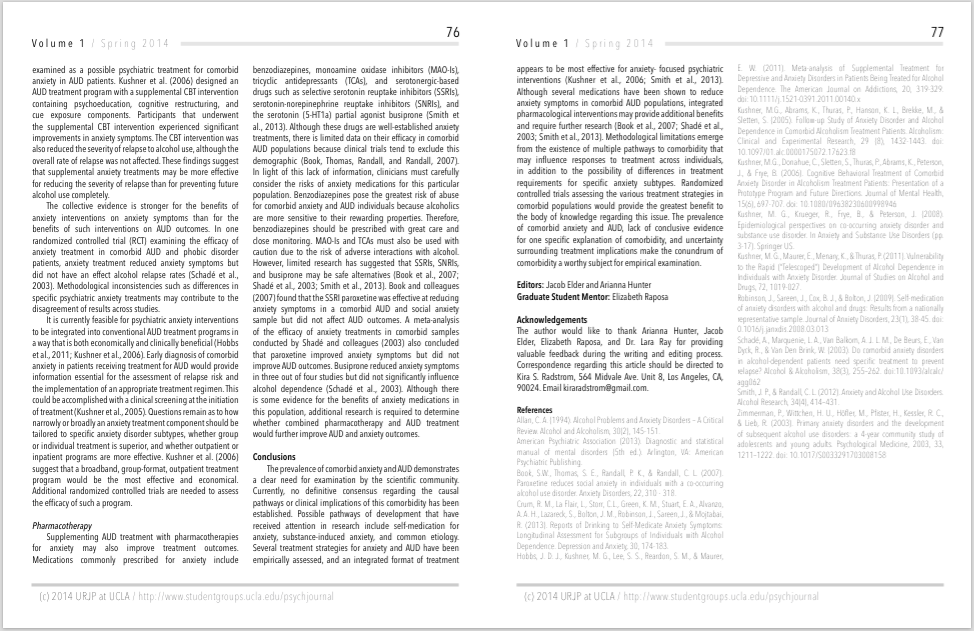 76
Volume 1 / Spring 2014
examined as a possible psychiatric treatment for comorbid
anxiety in AUD patients. Kushner et al. (2006) designed an
AUD treatment program with a supplemental CBT intervention
containing psychoeducation, cognitive restructuring, and
cue exposure components. Participants that underwent
the supplemental CBT intervention experienced significant
improvements in anxiety symptoms. The CBT intervention was
also reduced the severity of relapse to alcohol use, although the
overall rate of relapse was not affected. These findings suggest
that supplemental anxiety treatments may be more effective
for reducing the severity of relapse than for preventing future
alcohol use completely.
The collective evidence is stronger for the benefits of
anxiety interventions on anxiety symptoms than for the
benefits of such interventions on AUD outcomes. In one
randomized controlled trial (RCT) examining the efficacy of
anxiety treatment in comorbid AUD and phobic disorder
patients, anxiety treatment reduced anxiety symptoms but
did not have an effect alcohol relapse rates (Schadé et al.,
2003). Methodological inconsistencies such as differences in
specific psychiatric anxiety treatments may contribute to the
disagreement of results across studies.
It is currently feasible for psychiatric anxiety interventions
to be integrated into conventional AUD treatment programs in
a way that is both economically and clinically beneficial (Hobbs
et al., 2011; Kushner et al., 2006). Early diagnosis of comorbid
anxiety in patients receiving treatment for AUD would provide
information essential for the assessment of relapse risk and
the implementation of an appropriate treatment regimen. This
could be accomplished with a clinical screening at the initiation
of treatment (Kushner et al., 2005). Questions remain as to how
narrowly or broadly an anxiety treatment component should be
tailored to specific anxiety disorder subtypes, whether group
or individual treatment is superior, and whether outpatient or
inpatient programs are more effective. Kushner et al. (2006)
suggest that a broadband, group-format, outpatient treatment
program would be the most effective and economical.
Additional randomized controlled trials are needed to assess
the efficacy of such a program.
Pharmacotherapy
Supplementing AUD treatment with pharmacotherapies
for anxiety may also improve treatment outcomes.
Medications commonly prescribed for anxiety include
benzodiazepines, monoamine oxidase inhibitors (MAO-Is),
tricyclic antidepressants (TCAs), and serotonergic-based
drugs such as selective serotonin reuptake inhibitors (SSRIs),
serotonin-norepinephrine reuptake inhibitors (SNRIs), and
the serotonin (5-HT1a) partial agonist buspirone (Smith et
al., 2013). Although these drugs are well-established anxiety
treatments, there is limited data on their efficacy in comorbid
AUD populations because clinical trials tend to exclude this
demographic (Book, Thomas, Randall, and Randall, 2007).
In light of this lack of information, clinicians must carefully
consider the risks of anxiety medications for this particular
population. Benzodiazepines pose the greatest risk of abuse
for comorbid anxiety and AUD individuals because alcoholics
are more sensitive to their rewarding properties. Therefore,
benzodiazepines should be prescribed with great care and
close monitoring. MAO-Is and TCAs must also be used with
caution due to the risk of adverse interactions with alcohol.
However, limited research has suggested that SSRIs, SNRIs,
and busiprone may be safe alternatives (Book et al., 2007;
Shadé et al., 2003; Smith et al., 2013). Book and colleagues
(2007) found that the SSRI paroxetine was effective at reducing
anxiety symptoms in a comorbid AUD and social anxiety
sample but did not affect AUD outcomes. A meta-analysis
of the efficacy of anxiety treatments in comorbid samples
conducted by Shadé and colleagues (2003) also concluded
that paroxetine improved anxiety symptoms but did not
improve AUD outcomes. Busiprone reduced anxiety symptoms
in three out of four studies but did not significantly influence
alcohol dependence (Schadé et al., 2003). Although there
is some evidence for the benefits of anxiety medications in
this population, additional research is required to determine
whether combined pharmacotherapy and AUD treatment
would further improve AUD and anxiety outcomes.
Conclusions
The prevalence of comorbid anxiety and AUD demonstrates
a clear need for examination by the scientific community.
Currently, no definitive consensus regarding the causal
pathways or clinical implications of this comorbidity has been
established. Possible pathways of development that have
received attention in research include self-medication for
anxiety, substance-induced anxiety, and common etiology.
Several treatment strategies for anxiety and AUD have been
empirically assessed, and an integrated format of treatment
(c) 2014 URJP at UCLA / http://www.studentgroups.ucla.edu/psychjournal
77
Volume 1 / Spring 2014
appears to be most effective for anxiety- focused psychiatric
interventions (Kushner et al., 2006; Smith et al., 2013).
Although several medications have been shown to reduce
anxiety symptoms in comorbid AUD populations, integrated
pharmacological interventions may provide additional benefits
and require further research (Book et al., 2007; Shadé et al.,
2003; Smith et al., 2013). Methodological limitations emerge
from the existence of multiple pathways to comorbidity that
may influence responses to treatment across individuals,
in addition to the possibility of differences in treatment
requirements for specific anxiety subtypes. Randomized
controlled trials assessing the various treatment strategies in
comorbid populations would provide the greatest benefit to
the body of knowledge regarding this issue. The prevalence
of comorbid anxiety and AUD, lack of conclusive evidence
for one specific explanation of comorbidity, and uncertainty
surrounding treatment implications make the conundrum of
comorbidity a worthy subject for empirical examination.
Editors: Jacob Elder and Arianna Hunter
Graduate Student Mentor: Elizabeth Raposa
Acknowledgements
The author would like to thank Arianna Hunter, Jacob
Elder, Elizabeth Raposa, and Dr. Lara Ray for providing
valuable feedback during the writing and editing process.
Correspondence regarding this article should be directed to
Kira S. Radstrom, 564 Midvale Ave. Unit 8, Los Angeles, CA,
90024. Email kiraradstrom@gmail.com.
References
Allan, C. A. (1994). Alcohol Problems and Anxiety Disorders – A Critical
Review. Alcohol and Alcoholism, 30(2), 145-151.
American Psychiatric Association (2013). Diagnostic and statistical
manual of mental disorders (5th ed.). Arlington, VA: American
Psychiatric Publishing.
Book, S.W., Thomas, S. E., Randall, P. K., & Randall, C. L. (2007).
Paroxetine reduces social anxiety in individuals with a co-occuring
alcohol use disorder. Anxiety Disorders, 22, 310 - 318.
Crum, R. M., La Flair, L., Storr, C.L., Green, K. M., Stuart, E. A., Alvanzo,
A. A. H., Lazareck, S., Bolton, J. M., Robinson, J., Sareen, J., & Mojtabai,
R. (2013). Reports of Drinking to Self-Medicate Anxiety Symptoms:
Longitudinal Assessment for Subgroups of Individuals with Alcohol
Dependence. Depression and Anxiety, 30, 174-183.
Hobbs, J. D. J., Kushner, M. G., Lee, S. S., Reardon, S. M., & Maurer,
E. W. (2011). Meta-analysis of Supplemental Treatment for
Depressive and Anxiety Disorders in Patients Being Treated for Alcohol
Dependence. The American Journal on Addictions, 20, 319-329.
doi: 10.1111/j.1521-0391.2011.00140.x
Kushner, M.G., Abrams, K., Thuras, P., Hanson, K. L., Brekke, M., &
Sletten, S. (2005). Follow-up Study of Anxiety Disorder and Alcohol
Dependence in Comorbid Alcoholism Treatment Patients. Alcoholism:
Clinical and Experimental Research, 29 (8), 1432-1443. doi:
10.1097/01.alc.0000175072.17623.f8
Kushner, M.G., Donahue, C., Sletten, S., Thuras, P., Abrams, K., Peterson,
J., & Frye, B. (2006). Cognitive Behavioral Treatment of Comorbid
Anxiety Disorder in Alcoholism Treatment Patients: Presentation of a
Prototype Program and Future Directions. Journal of Mental Health,
15(6), 697-707. doi: 10.1080/09638230600998946
Kushner, M. G., Krueger, R., Frye, B., & Peterson, J. (2008).
Epidemiological perspectives on co-occurring anxiety disorder and
substance use disorder. In Anxiety and Substance Use Disorders (pp.
3-17). Springer US.
Kushner, M. G., Maurer, E., Menary, K., & Thuras, P. (2011). Vulnerability
to the Rapid ("Telescoped") Development of Alcohol Dependence in
Individuals with Anxiety Disorder. Journal of Studies on Alcohol and
Drugs, 72, 1019-027.
Robinson, J., Sareen, J., Cox, B. J., & Bolton, J. (2009). Self-medication
of anxiety disorders with alcohol and drugs: Results from a nationally
representative sample. Journal of Anxiety Disorders, 23(1), 38-45. doi:
0.1016/j.janxdis.2008.03.013
Schadé, A., Marquenie, L. A., Van Balkom, A. J. L. M., De Beurs, E., Van
Dyck, R., & Van Den Brink, W. (2003). Do comorbid anxiety disorders
in alcohol-dependent patients need specific treatment to prevent
relapse? Alcohol & Alcoholism, 38(3), 255-262. doi:10.1093/alcalc/
agg062
Smith, J. P., & Randall, C. L. (2012). Anxiety and Alcohol Use Disorders.
Alcohol Research, 34(4), 414-431.
Zimmerman, P., Wittchen, H. U., Höfler, M., Pfister, H., Kessler, R. C.,
& Lieb, R. (2003). Primary anxiety disorders and the development
of subsequent alcohol use disorders: a 4-year community study of
adolescents and young adults. Psychological Medicine, 2003, 33,
1211-1222. doi: 10.1017/S0033291703008158
(c) 2014 URJP at UCLA / http://www.studentgroups.ucla.edu/psychjournal